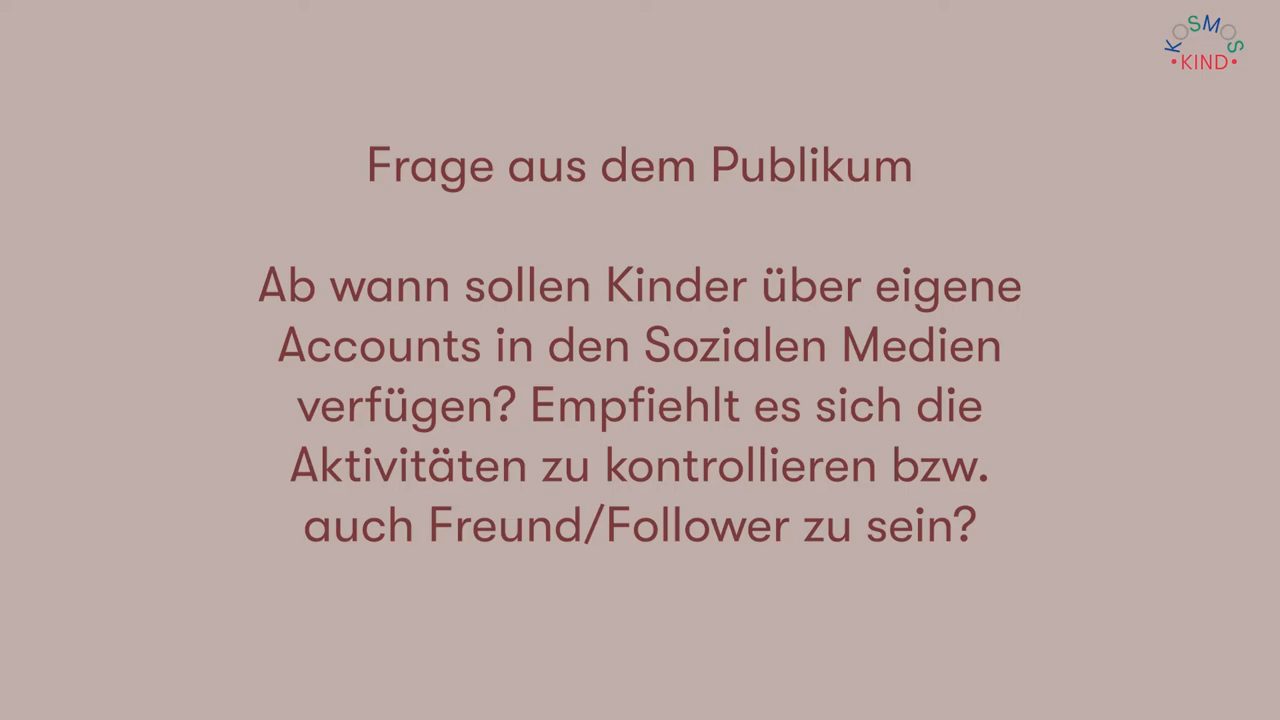 KOSMOS
•KIND•
Frage aus dem Publikum
Ab wann sollen Kinder über eigene
Accounts in den Sozialen Medien
verfügen? Empfiehlt es sich die
Aktivitäten zu kontrollieren bzw.
auch Freund/Follower zu sein?